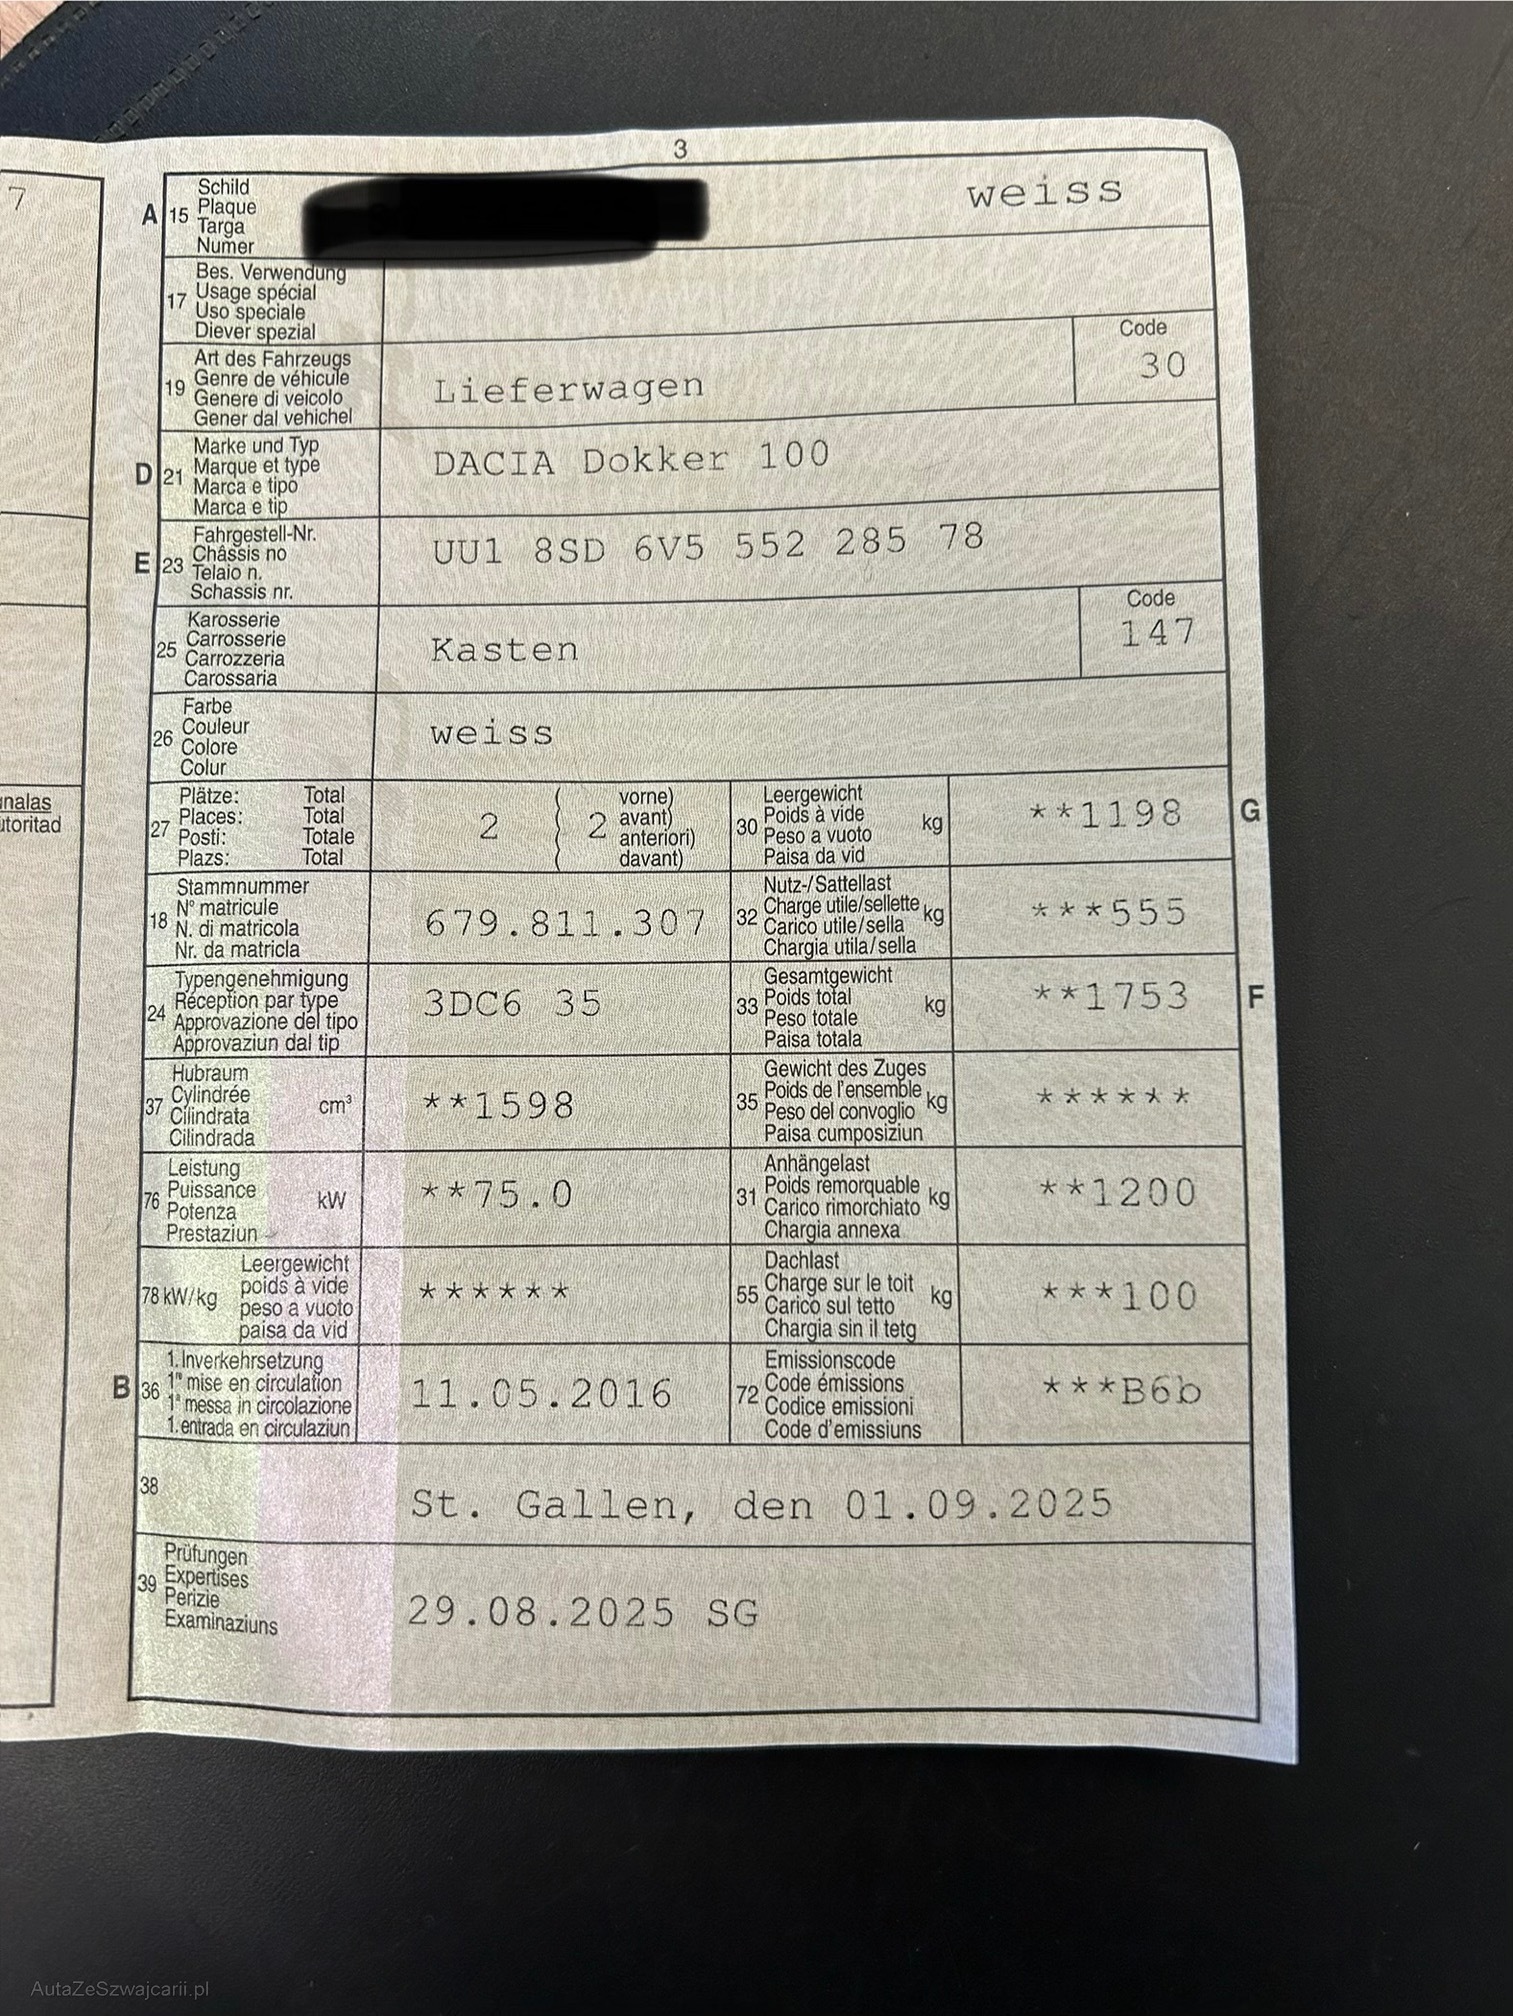 3
7
A 15 Schild
Plaque
Targa
Numer
weiss
17 Bes. Verwendung
Usage spécial
Uso speciale
Diever spezial
19 Art des Fahrzeugs
Genre de véhicule
Genere di veicolo
Gener dal vehichel
Lieferwagen
Code
30
D 21 Marke und Typ
Marque et type
Marca e tipo
Marca e tip
DACIA Dokker 100
E 23 Fahrgestell-Nr.
Châssis no
Telaio n.
Schassis nr.
UU1 8SD 6V5 552 285 78
25 Karosserie
Carrosserie
Carrozzeria
Carossaria
Kasten
Code
147
26 Farbe
Couleur
Colore
Colur
weiss
27 Plätze: Total
Places: Total
Posti: Totale
Plazs: Total
2 ( 2 vorne)
avant)
anteriori)
davant)
30 Leergewicht
Poids à vide
Peso a vuoto
Paisa da vid
kg **1198 G
18 Stammnummer
N° matricule
N. di matricola
Nr. da matricla
679.811.307
32 Nutz-/Sattellast
Charge utile/sellette
Carico utile/sella
Chargia utila/sella
kg ***555
24 Typengenehmigung
Réception par type
Approvazione del tipo
Approvaziun dal tip
3DC6 35
33 Gesamtgewicht
Poids total
Peso totale
Paisa totala
kg **1753 F
37 Hubraum
Cylindrée
Cilindrata
Cilindrada
cm³ **1598
35 Gewicht des Zuges
Poids de l'ensemble
Peso del convoglio
Paisa cumposiziun
kg ******
76 Leistung
Puissance
Potenza
Prestaziun
kW **75.0
31 Anhängelast
Poids remorquable
Carico rimorchiato
Chargia annexa
kg **1200
78 kW/kg Leergewicht
poids à vide
peso a vuoto
paisa da vid
******
55 Dachlast
Charge sur le toit
Carico sul tetto
Chargia sin il tetg
kg ***100
B 36 1. Inverkehrsetzung
1re mise en circulation
1a messa in circolazione
1. entrada en circulaziun
11.05.2016
72 Emissionscode
Code émissions
Codice emissioni
Code d'emissiuns
***B6b
38 St. Gallen, den 01.09.2025
39 Prüfungen
Expertises
Perizie
Examinaziuns
29.08.2025 SG
AutaZeSzwajcarii.pl